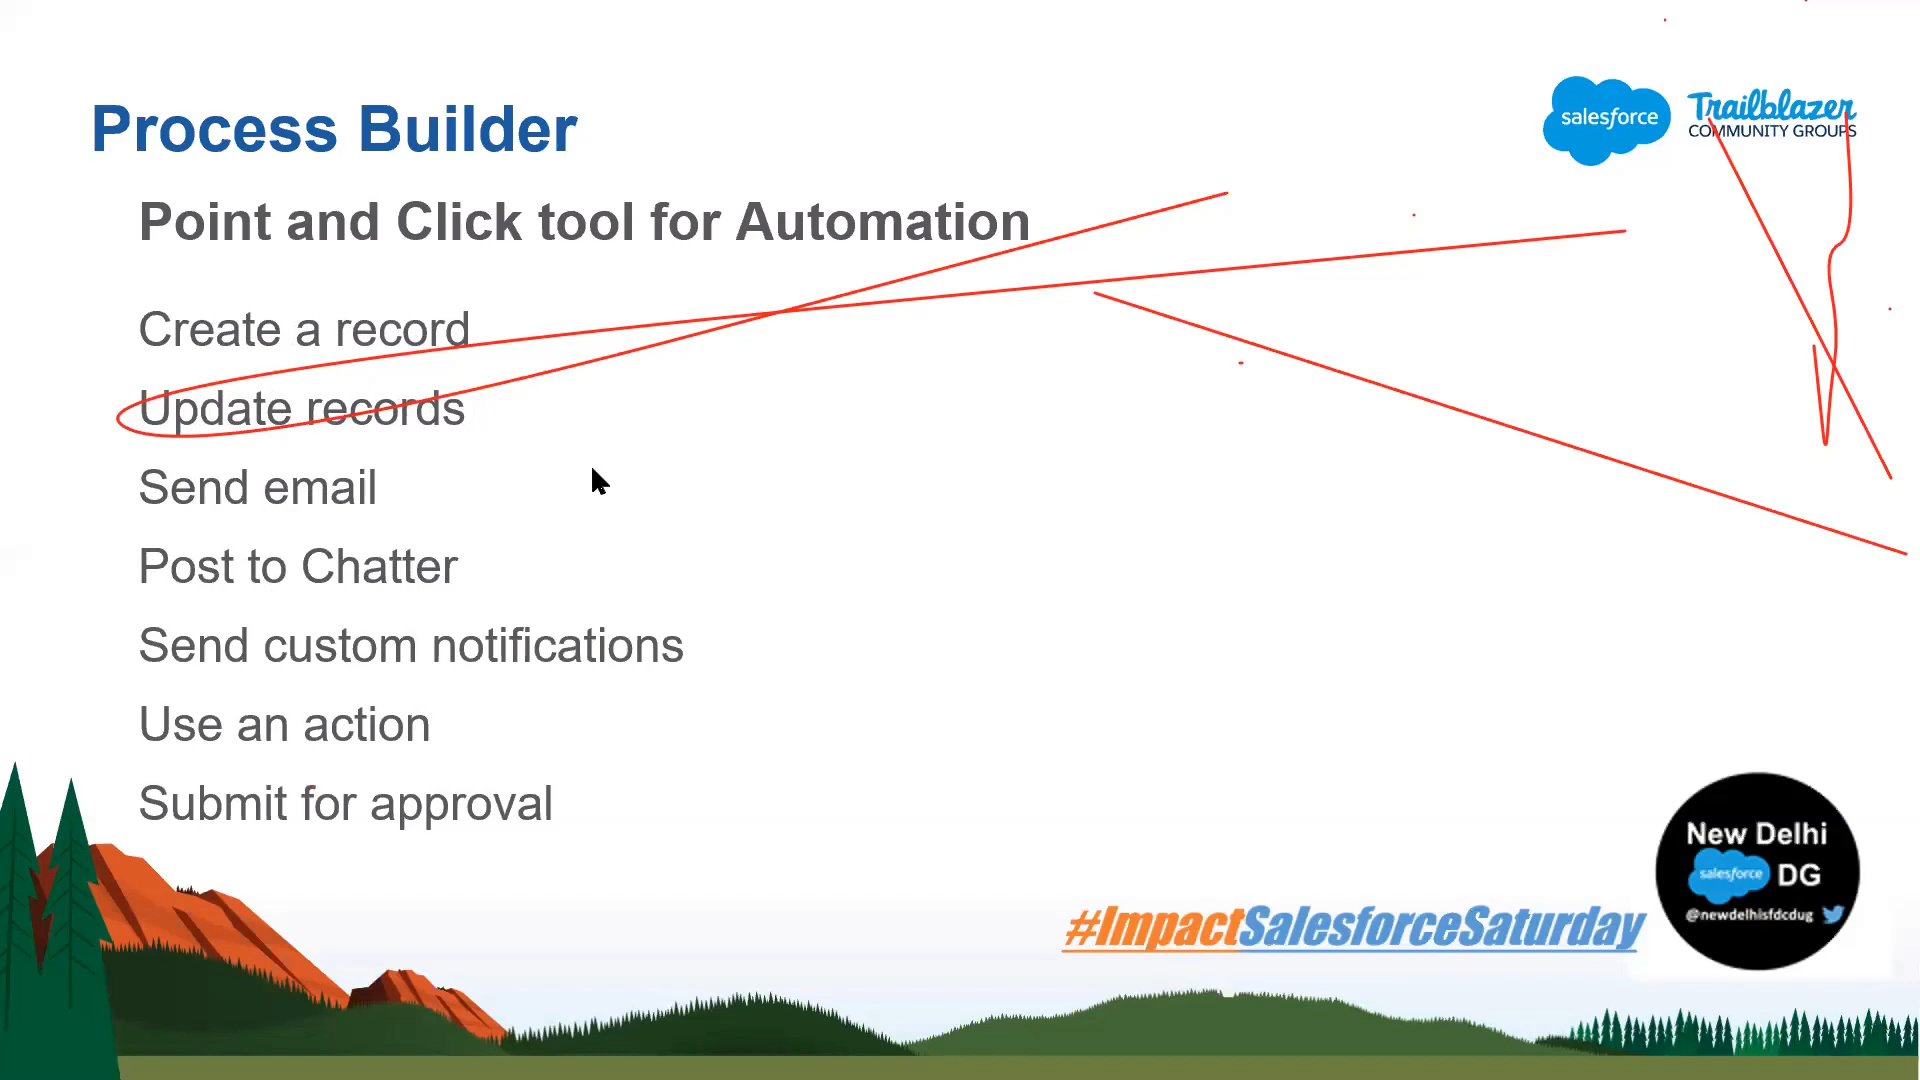 Process Builder
salesforce
Trailblazer
COMMUNITY GROUPS
Point and Click tool for Automation
Create a record
Update records
Send email
Post to Chatter
Send custom notifications
Use an action
Submit for approval
#ImpactSalesforceSaturday
New Delhi
salesforce DG
@newdelhisfdcdug